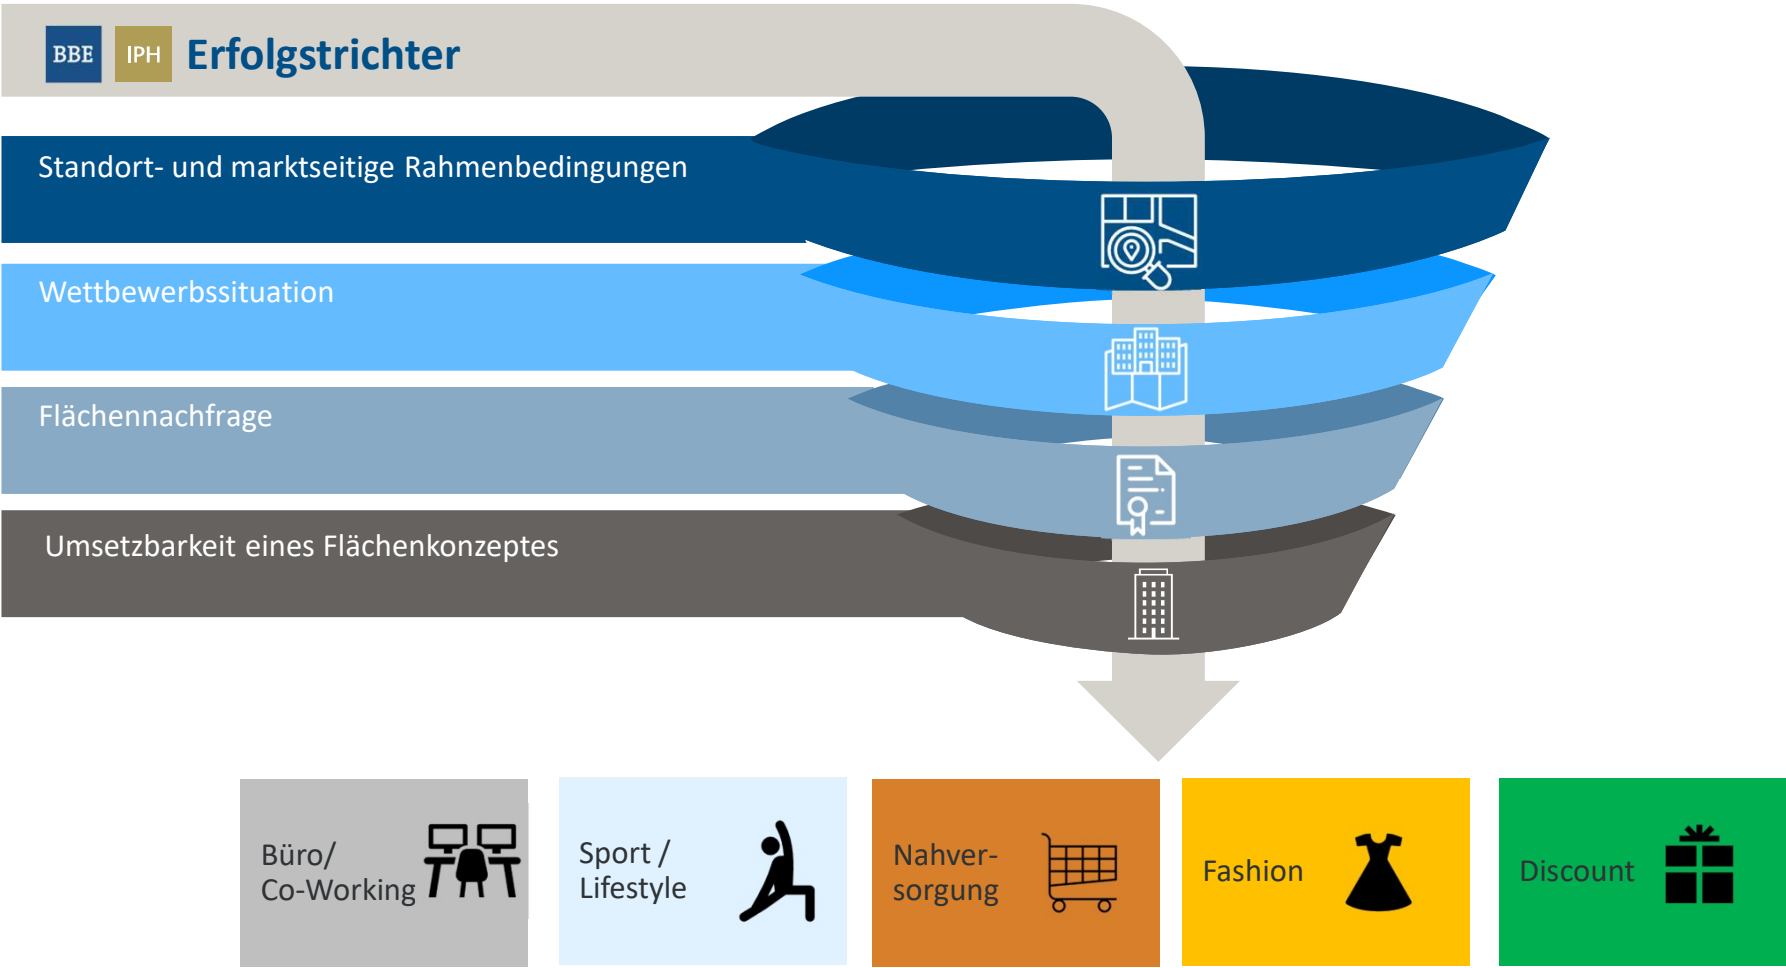 BBE IPH Erfolgstrichter
Standort- und marktseitige Rahmenbedingungen
Wettbewerbssituation
Flächennachfrage
Umsetzbarkeit eines Flächenkonzeptes
Büro/
Co-Working
Sport /
Lifestyle
Nahver-
sorgung
Fashion
Discount